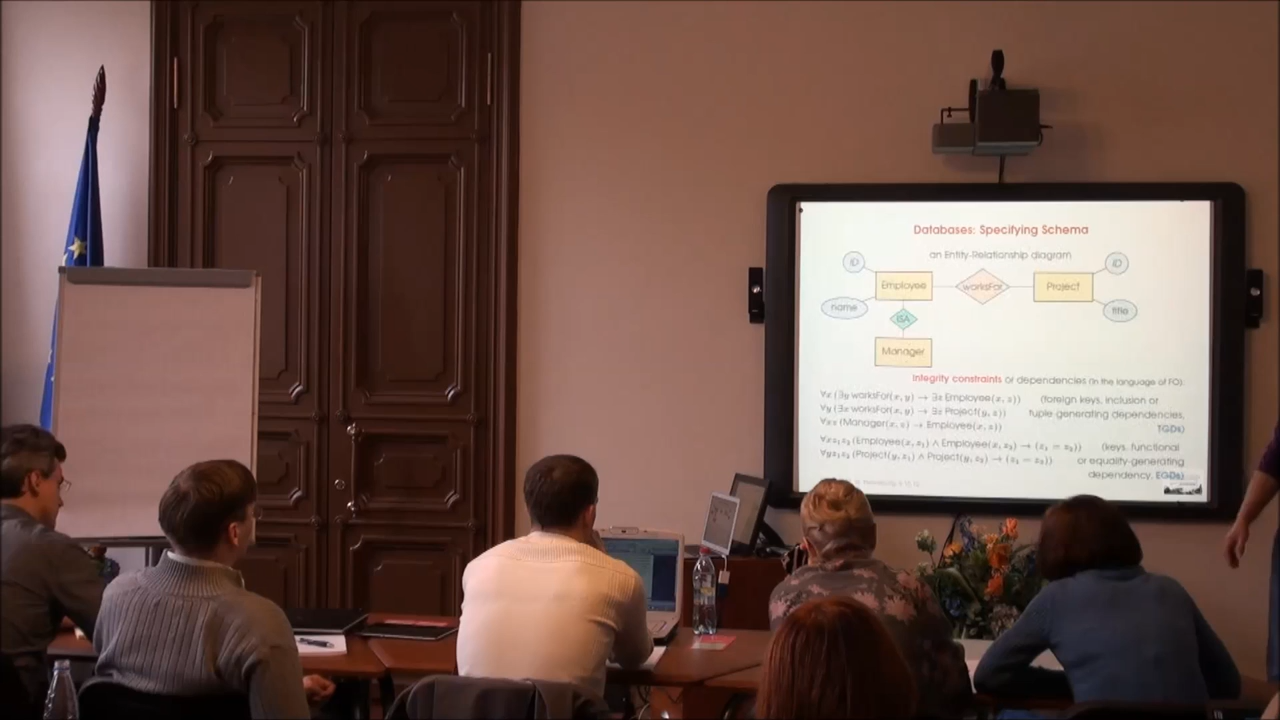 Databases: Specifying Schema
an Entity-Relationship diagram
ID
Employee
worksFor
Project
ID
name
title
ISA
Manager
Integrity constraints or dependencies (in the language of FO):
∀x (∃y worksFor(x, y) → ∃z Employee(x, z)) (foreign keys, inclusion or
∀y (∃x worksFor(x, y) → ∃z Project(y, z)) tuple generating dependencies,
∀xz (Manager(x, z) → Employee(x, z)) TGDs)
∀xz₁z₂ (Employee(x, z₁) ∧ Employee(x, z₂) → (z₁ = z₂)) (keys, functional
∀yz₁z₂ (Project(y, z₁) ∧ Project(y, z₂) → (z₁ = z₂)) or equality-generating
dependency, EGDs)